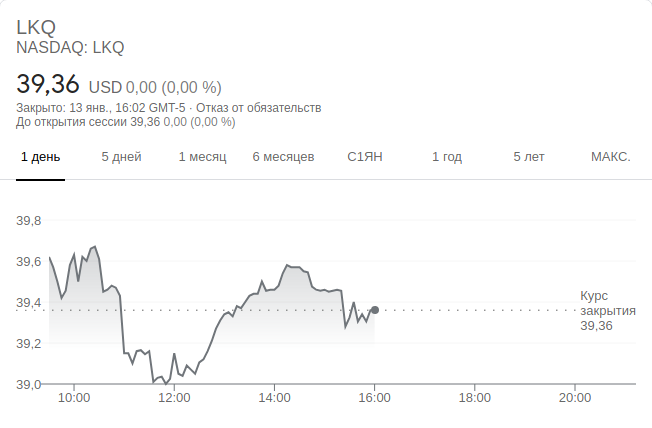 LKQ
NASDAQ: LKQ
39,36 USD 0,00 (0,00 %)
Закрыто: 13 янв., 16:02 GMT-5 · Отказ от обязательств
До открытия сессии 39,36 0,00 (0,00 %)
1 день 5 дней 1 месяц 6 месяцев С1ЯН 1 год 5 лет МАКС.
39,8
39,6
39,4
39,2
39,0
Курс
закрытия
39,36
10:00 12:00 14:00 16:00 18:00 20:00